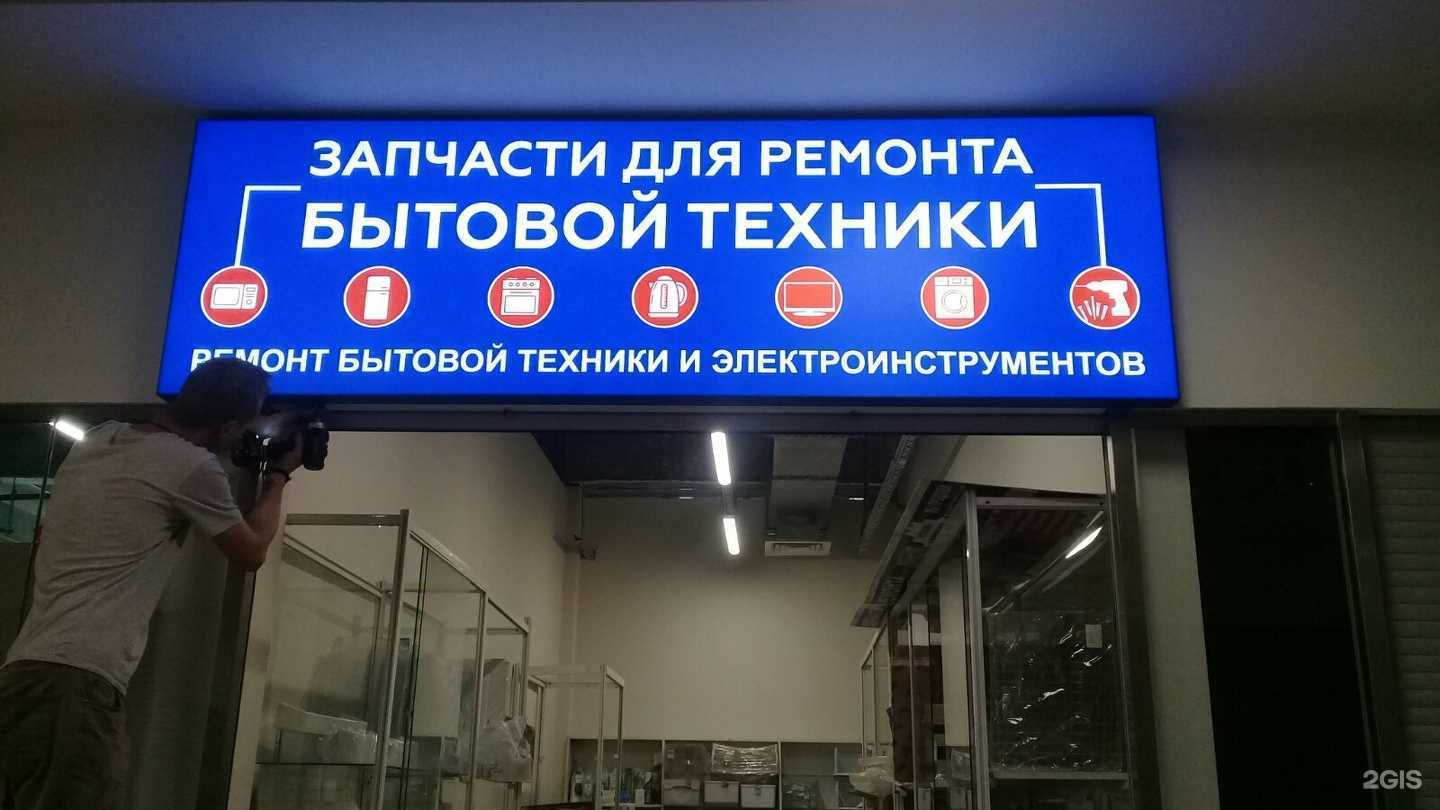 ЗАПЧАСТИ ДЛЯ РЕМОНТА
БЫТОВОЙ ТЕХНИКИ
РЕМОНТ БЫТОВОЙ ТЕХНИКИ И ЭЛЕКТРОИНСТРУМЕНТОВ
2GIS